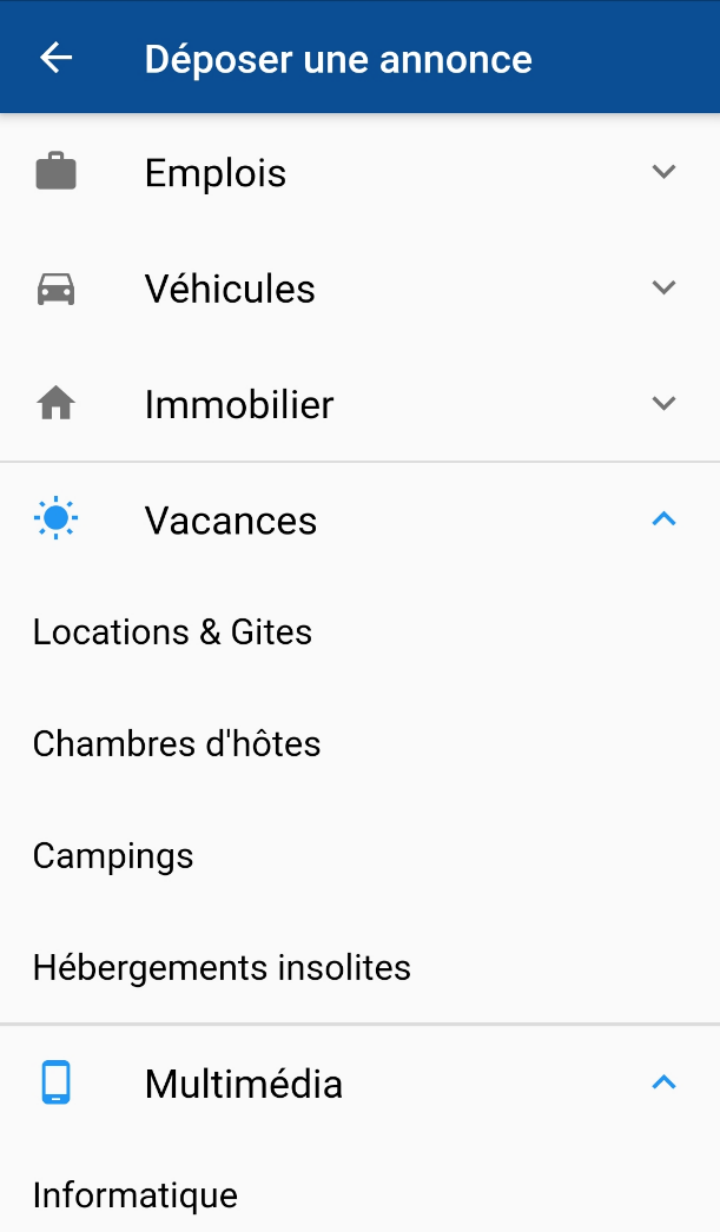 Déposer une annonce
Emplois
Véhicules
Immobilier
Vacances
Locations & Gites
Chambres d'hôtes
Campings
Hébergements insolites
Multimédia
Informatique